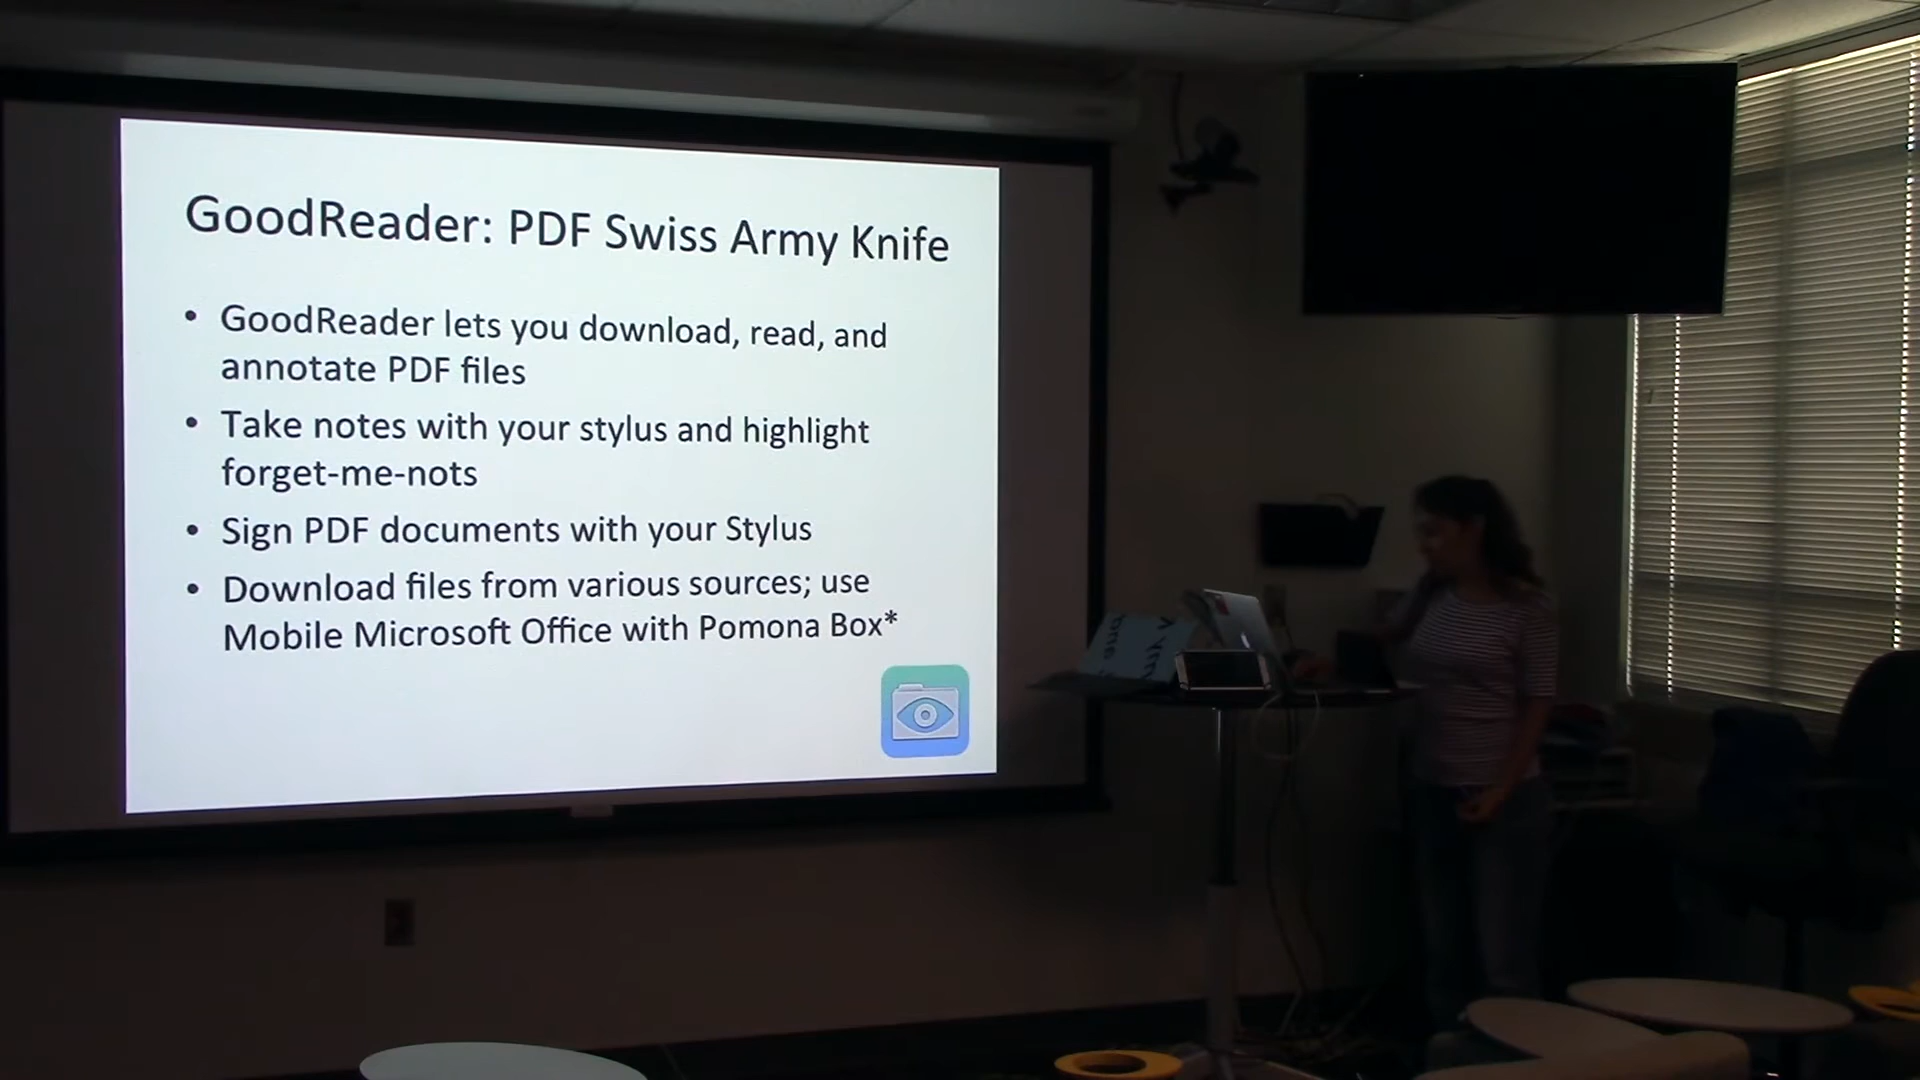 GoodReader: PDF Swiss Army Knife
• GoodReader lets you download, read, and
annotate PDF files
• Take notes with your stylus and highlight
forget-me-nots
• Sign PDF documents with your Stylus
• Download files from various sources; use
Mobile Microsoft Office with Pomona Box*